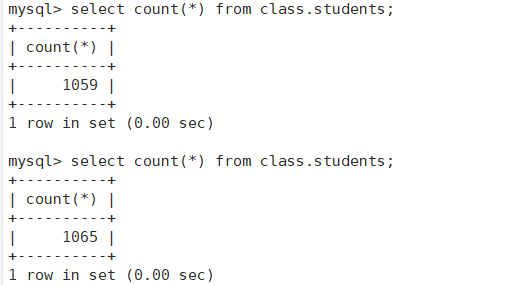 mysql> select count(*) from class.students;
+----------+
| count(*) |
+----------+
|     1059 |
+----------+
1 row in set (0.00 sec)

mysql> select count(*) from class.students;
+----------+
| count(*) |
+----------+
|     1065 |
+----------+
1 row in set (0.00 sec)